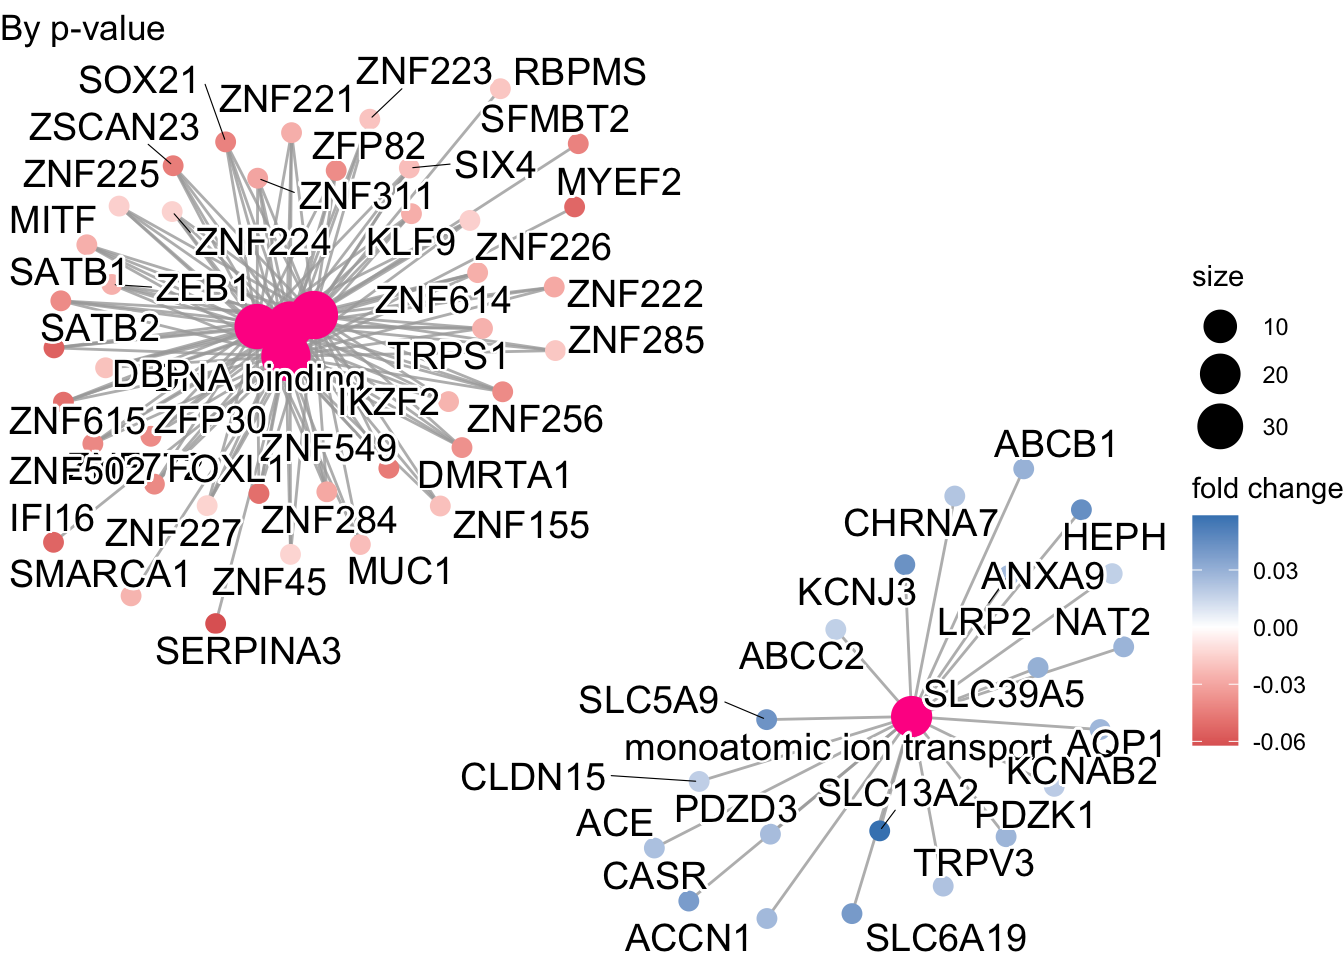 By p-value
SOX21
ZNF223
RBPMS
ZNF221
SFMBT2
ZSCAN23
ZFP82
SIX4
ZNF225
MYEF2
ZNF311
MITF
ZNF224
KLF9
ZNF226
SATB1
ZEB1
ZNF614
ZNF222
SATB2
ZNF285
TRPS1
DBP
DNA binding
IKZF2
ZNF615
ZFP30
ZNF256
ZNF549
ZNF502
FOXL1
DMRTA1
IFI16
ZNF227
ZNF284
ZNF155
SMARCA1
ZNF45
MUC1
SERPINA3
ABCB1
CHRNA7
HEPH
KCNJ3
ANXA9
LRP2
NAT2
ABCC2
SLC39A5
SLC5A9
monoatomic ion transport
AQP1
CLDN15
KCNAB2
SLC13A2
PDZD3
PDZK1
ACE
TRPV3
CASR
ACCN1
SLC6A19
size
10
20
30
fold change
0.03
0.00
-0.03
-0.06